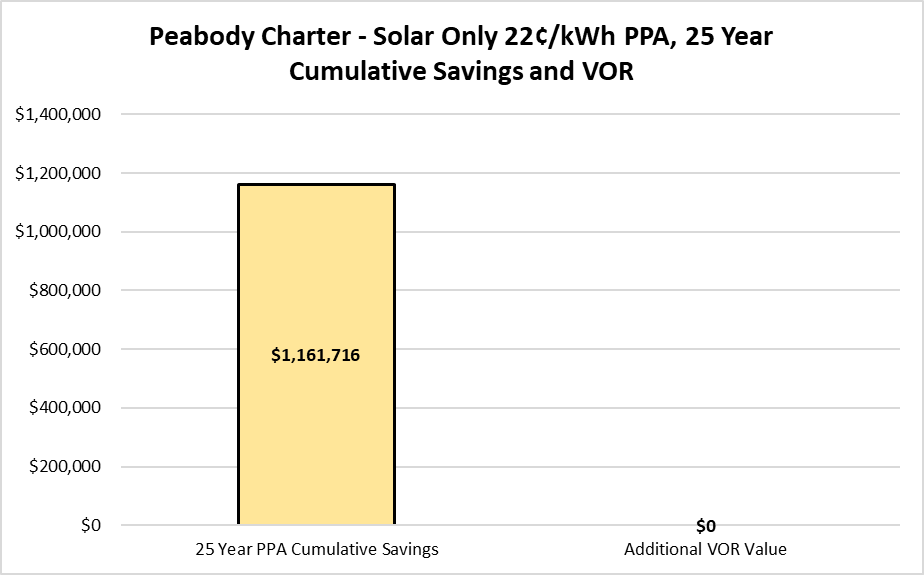 Peabody Charter - Solar Only 22¢/kWh PPA, 25 Year
Cumulative Savings and VOR
$1,400,000
$1,200,000
$1,000,000
$800,000
$600,000
$400,000
$200,000
$0
$1,161,716
$0
25 Year PPA Cumulative Savings
Additional VOR Value